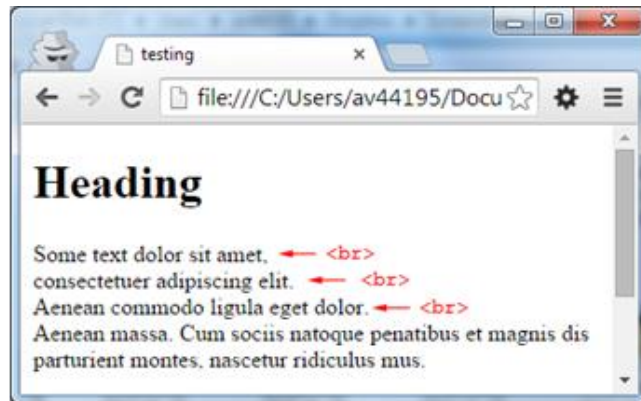 testing
file:///C:/Users/av44195/Docu
Heading
Some text dolor sit amet, <br>
consectetuer adipiscing elit. <br>
Aenean commodo ligula eget dolor. <br>
Aenean massa. Cum sociis natoque penatibus et magnis dis
parturient montes, nascetur ridiculus mus.